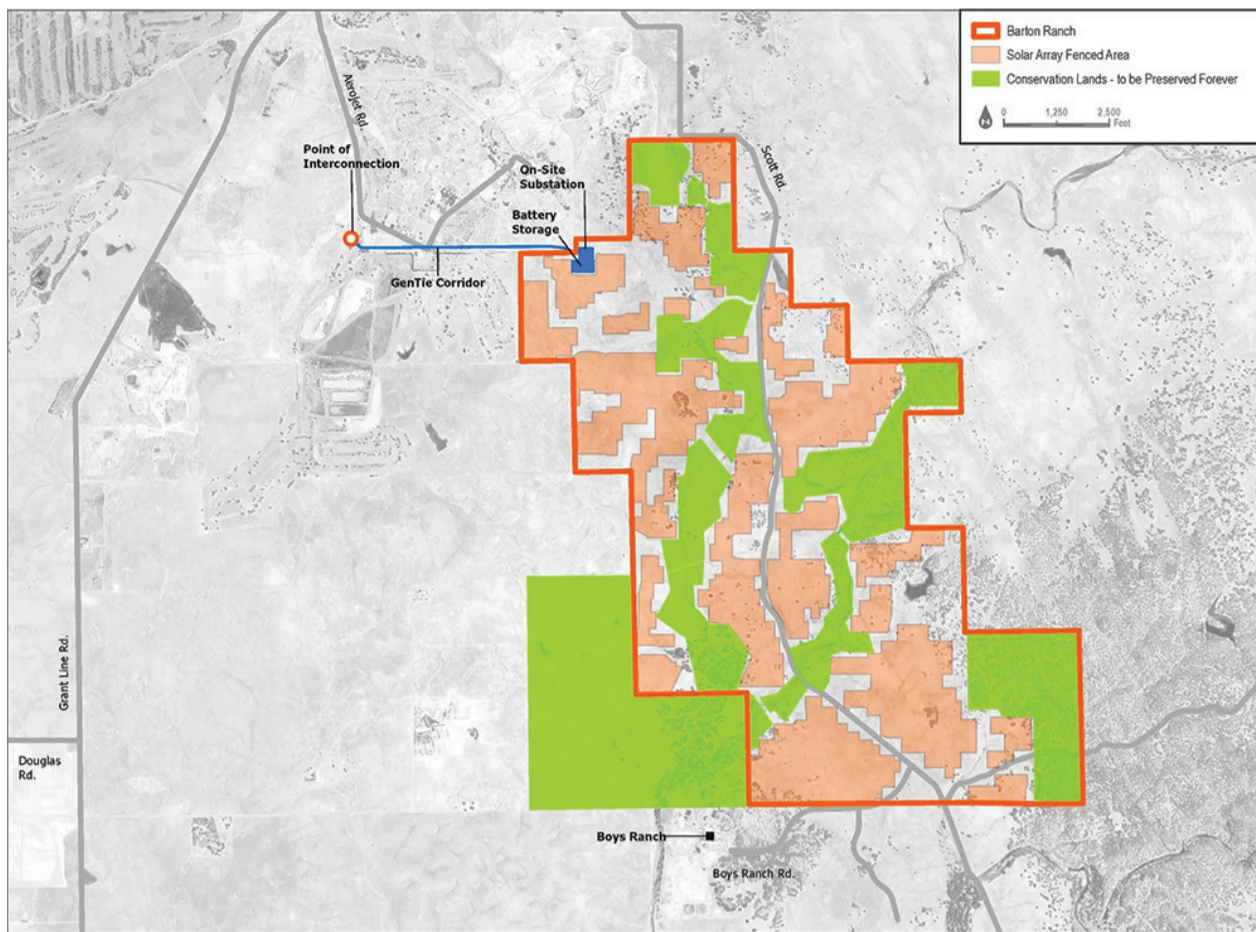 Barton Ranch
Solar Array Fenced Area
Conservation Lands - to be Preserved Forever
N
0 1,250 2,500
Feet
Aerojet Rd.
Scott Rd.
Point of
Interconnection
On-Site
Substation
Battery
Storage
GenTie Corridor
Grant Line Rd.
Douglas
Rd.
Boys Ranch
Boys Ranch Rd.